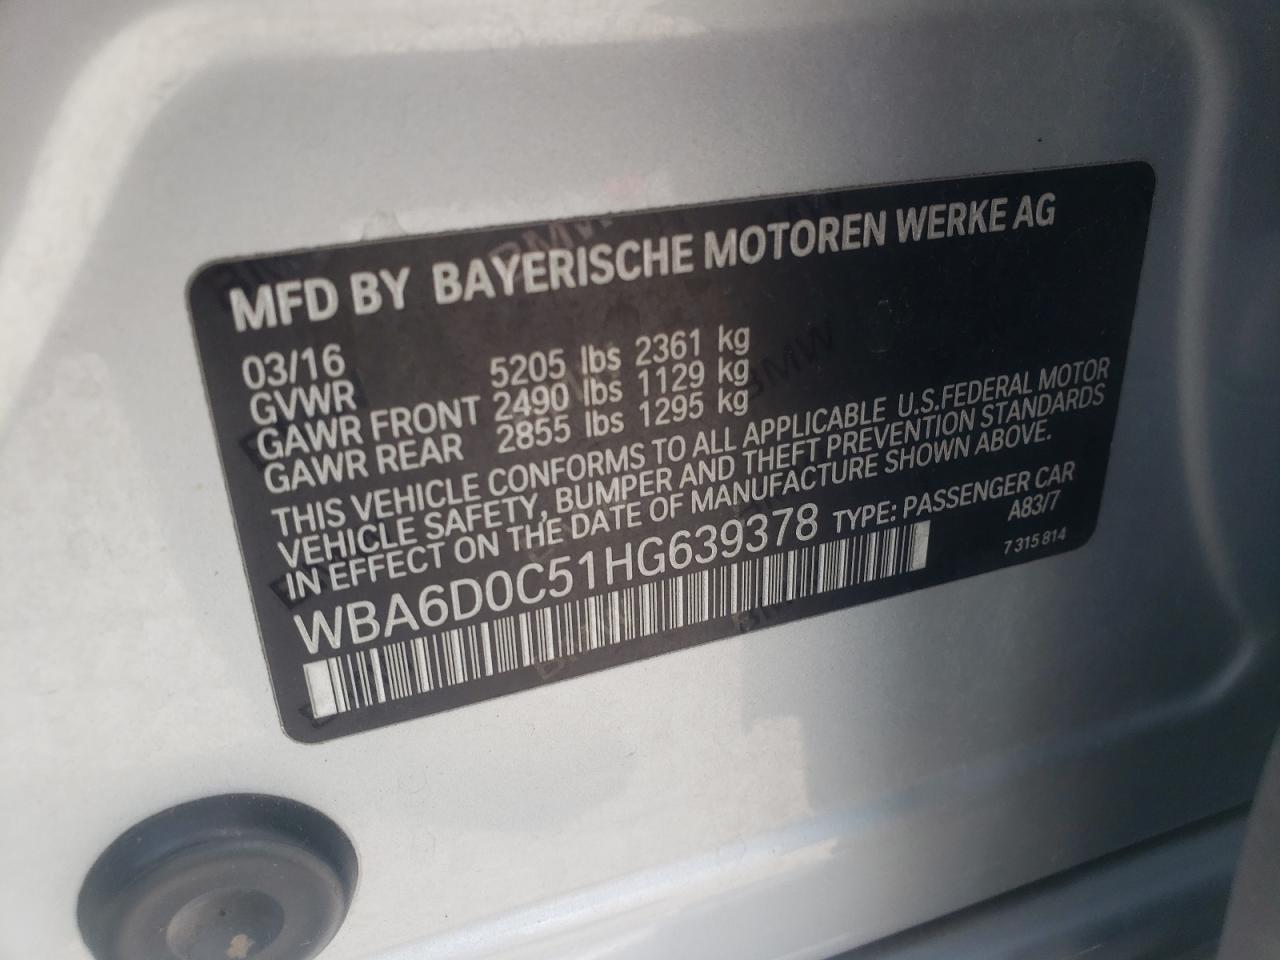 MFD BY BAYERISCHE MOTOREN WERKE AG
03/16
GVWR 5205 lbs 2361 kg
GAWR FRONT 2490 lbs 1129 kg
GAWR REAR 2855 lbs 1295 kg
THIS VEHICLE CONFORMS TO ALL APPLICABLE U.S.FEDERAL MOTOR
VEHICLE SAFETY, BUMPER AND THEFT PREVENTION STANDARDS
IN EFFECT ON THE DATE OF MANUFACTURE SHOWN ABOVE.
WBA6D0C51HG639378 TYPE: PASSENGER CAR
A83/7
7 315 814